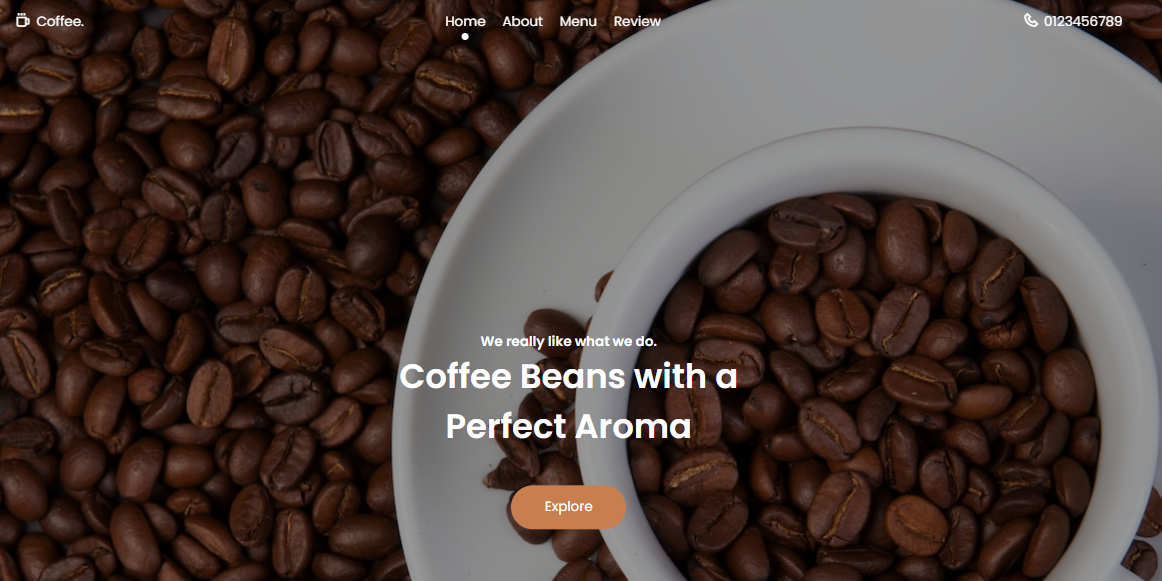 Coffee.
Home About Menu Review
0123456789
We really like what we do.
Coffee Beans with a
Perfect Aroma
Explore